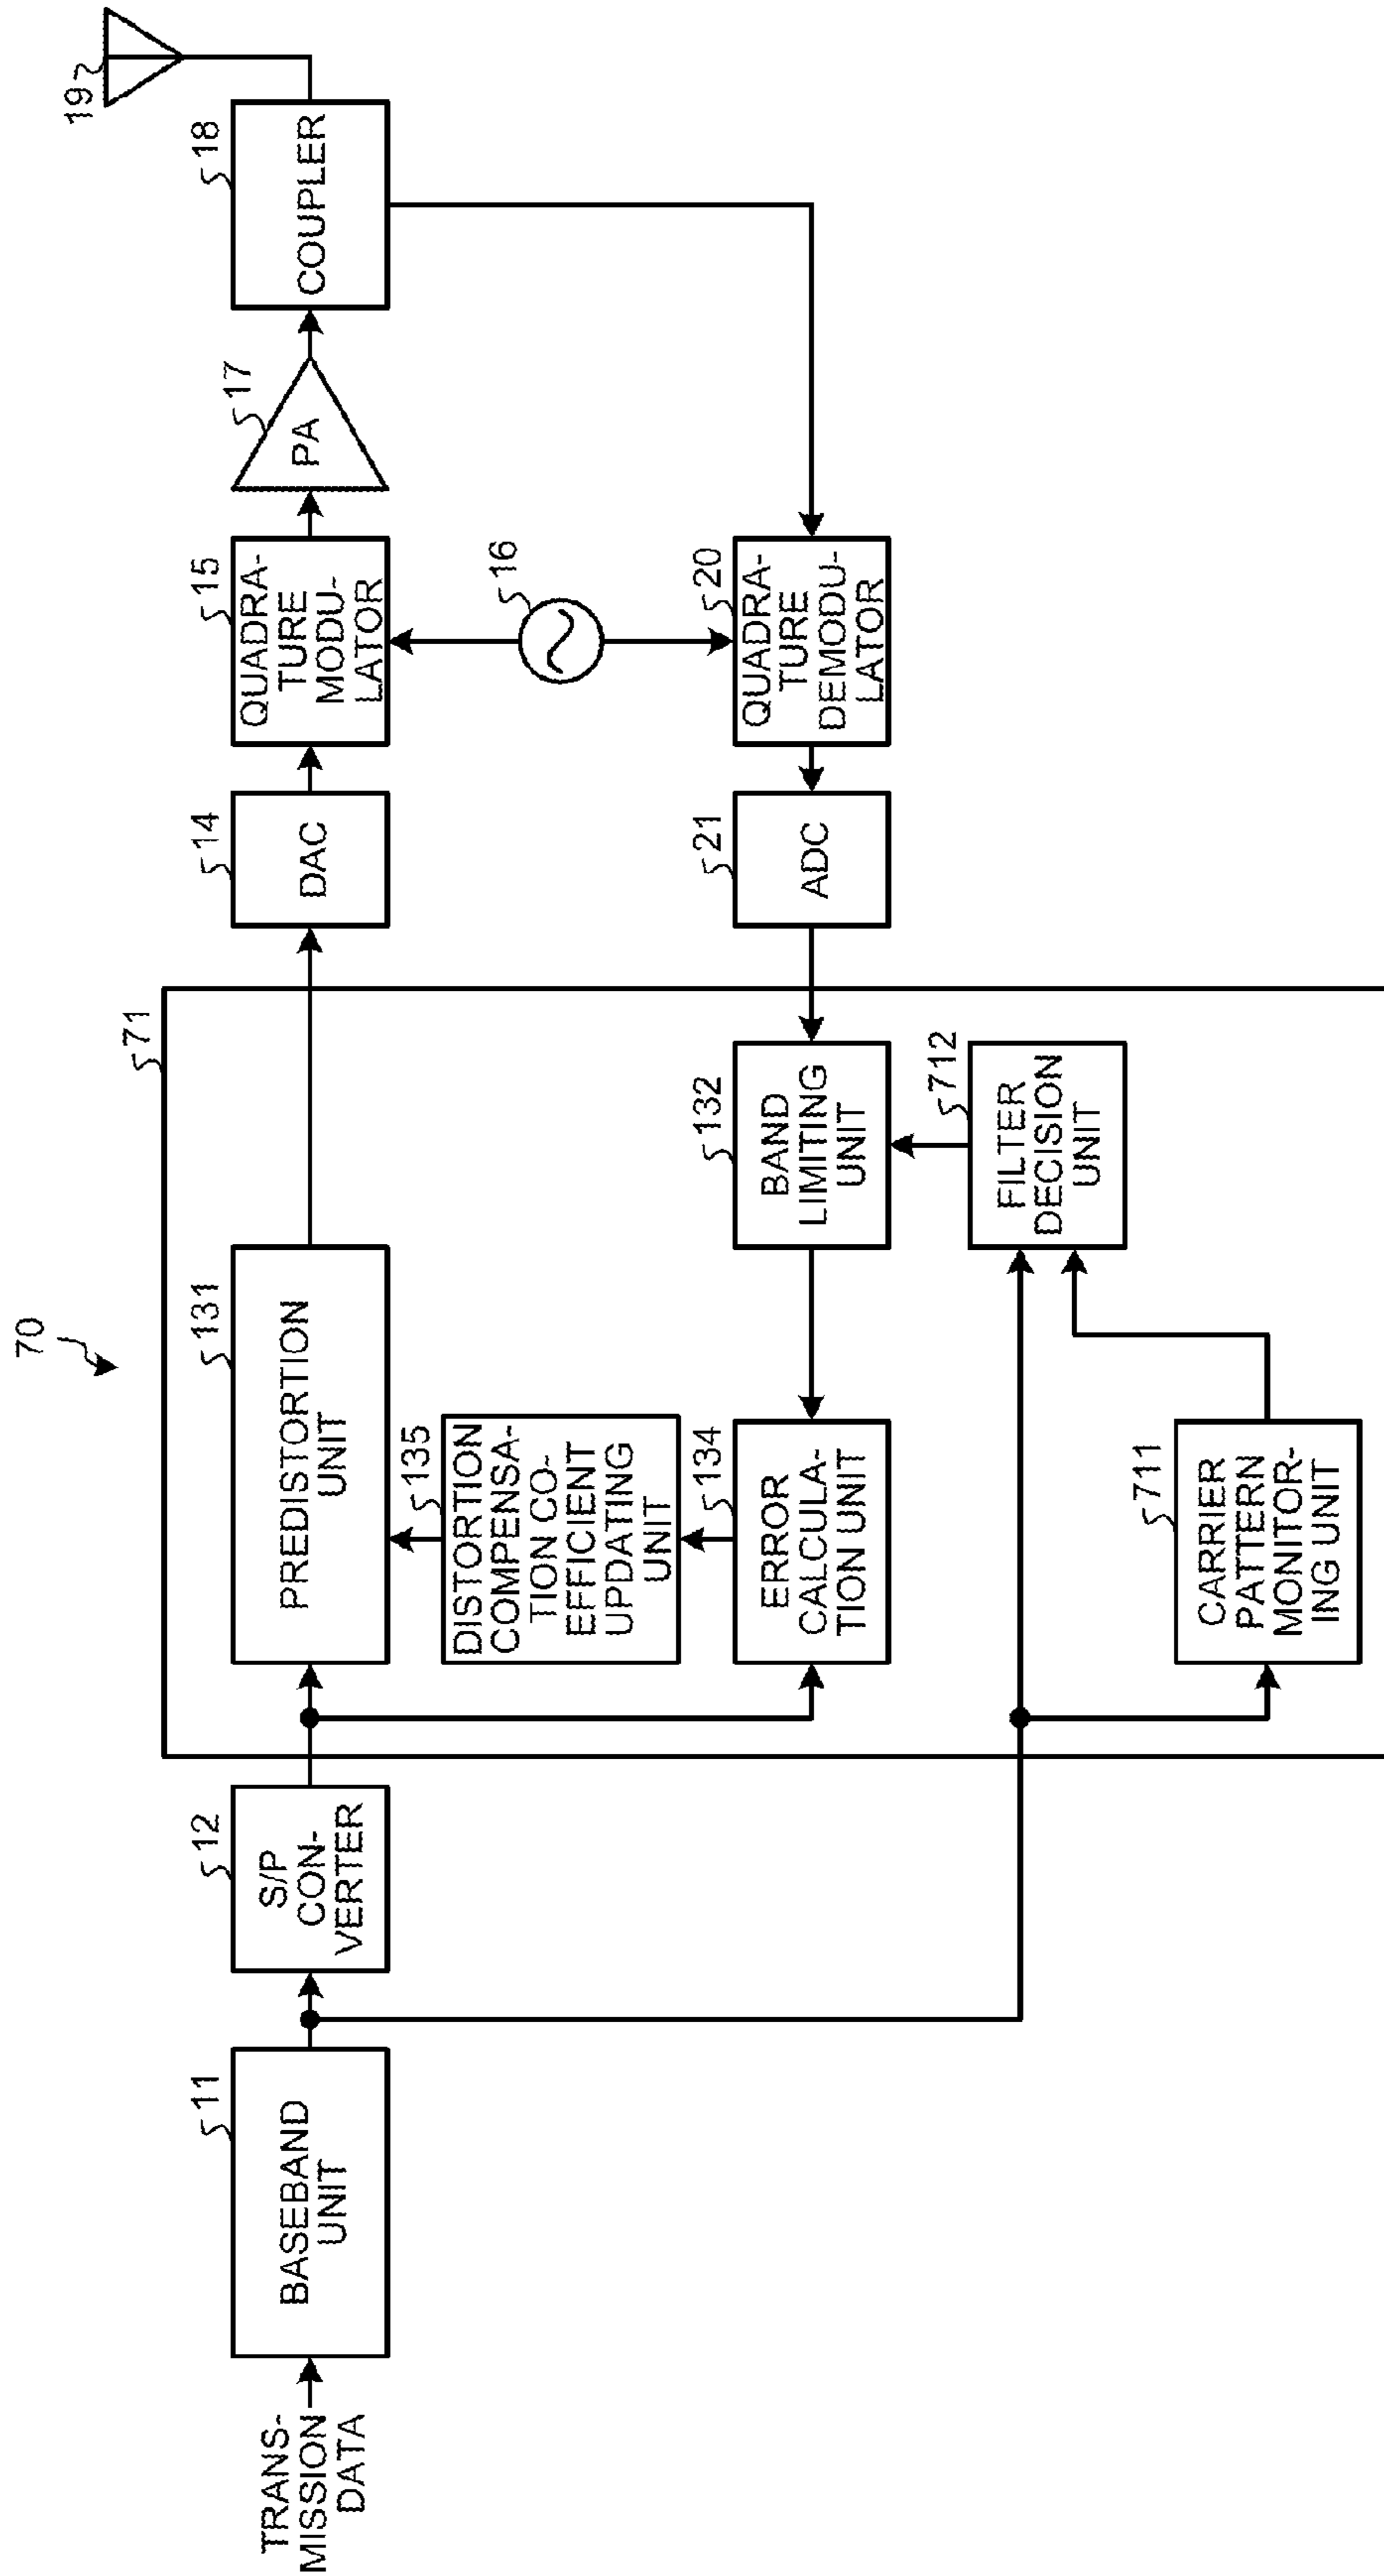 70
TRANS-
MISSION
DATA
11
BASEBAND
UNIT
12
S/P
CON-
VERTER
71
131
PREDISTORTION
UNIT
14
DAC
15
QUADRA-
TURE
MODU-
LATOR
17
PA
18
COUPLER
19
16
135
DISTORTION
COMPENSA-
TION CO-
EFFICIENT
UPDATING
UNIT
134
ERROR
CALCULA-
TION UNIT
132
BAND
LIMITING
UNIT
21
ADC
20
QUADRA-
TURE
DEMODU-
LATOR
712
FILTER
DECISION
UNIT
711
CARRIER
PATTERN
MONITOR-
ING UNIT